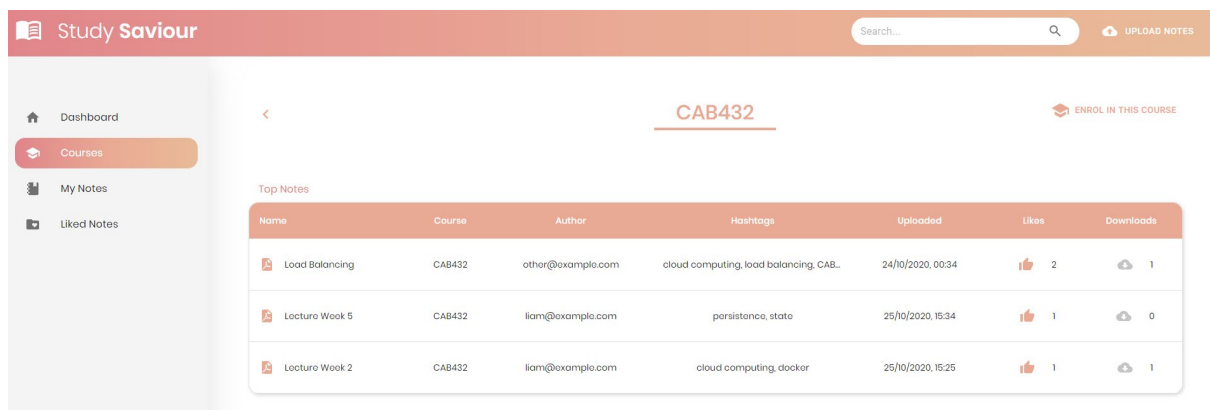 Study Saviour
Search...
UPLOAD NOTES
Dashboard
Courses
My Notes
Liked Notes
CAB432
ENROL IN THIS COURSE
Top Notes
Name Course Author Hashtags Uploaded Likes Downloads
Load Balancing CAB432 other@example.com cloud computing, load balancing, CAB... 24/10/2020, 00:34 2 1
Lecture Week 5 CAB432 liam@example.com persistence, state 25/10/2020, 15:34 1 0
Lecture Week 2 CAB432 liam@example.com cloud computing, docker 25/10/2020, 15:25 1 1